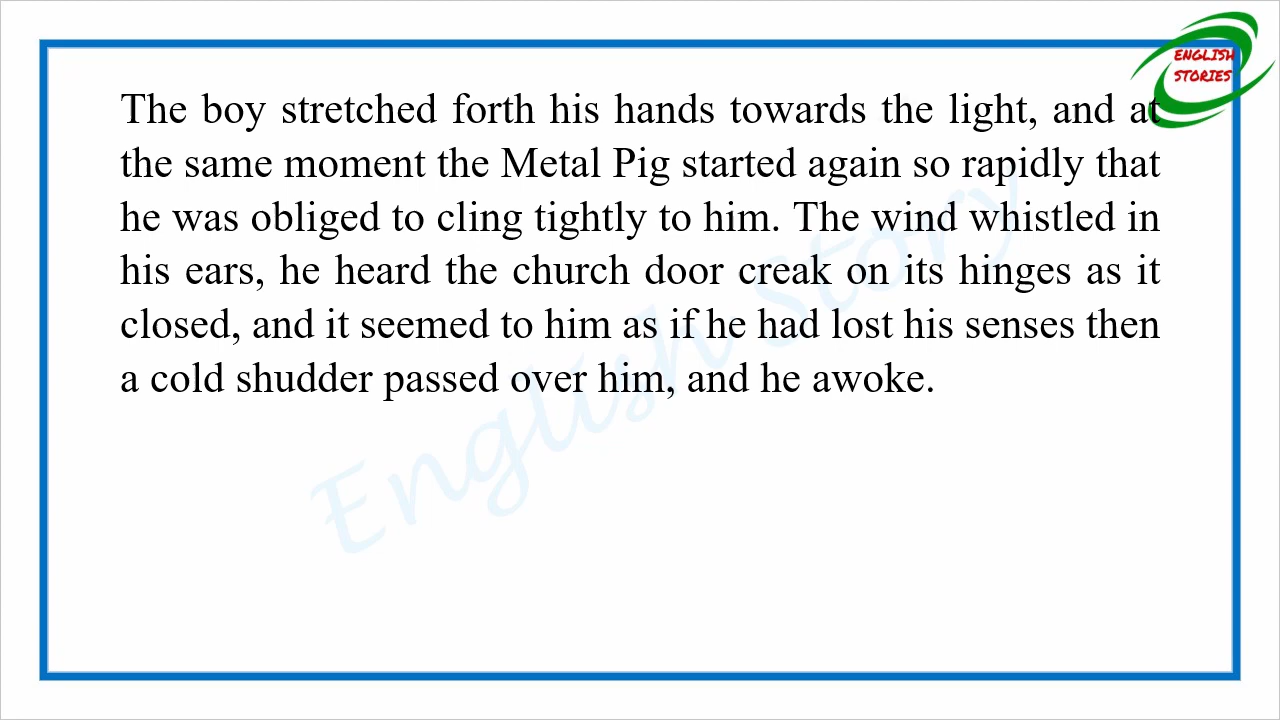 ENGLISH
STORIES
The boy stretched forth his hands towards the light, and at
the same moment the Metal Pig started again so rapidly that
he was obliged to cling tightly to him. The wind whistled in
his ears, he heard the church door creak on its hinges as it
closed, and it seemed to him as if he had lost his senses then
a cold shudder passed over him, and he awoke.
English Story